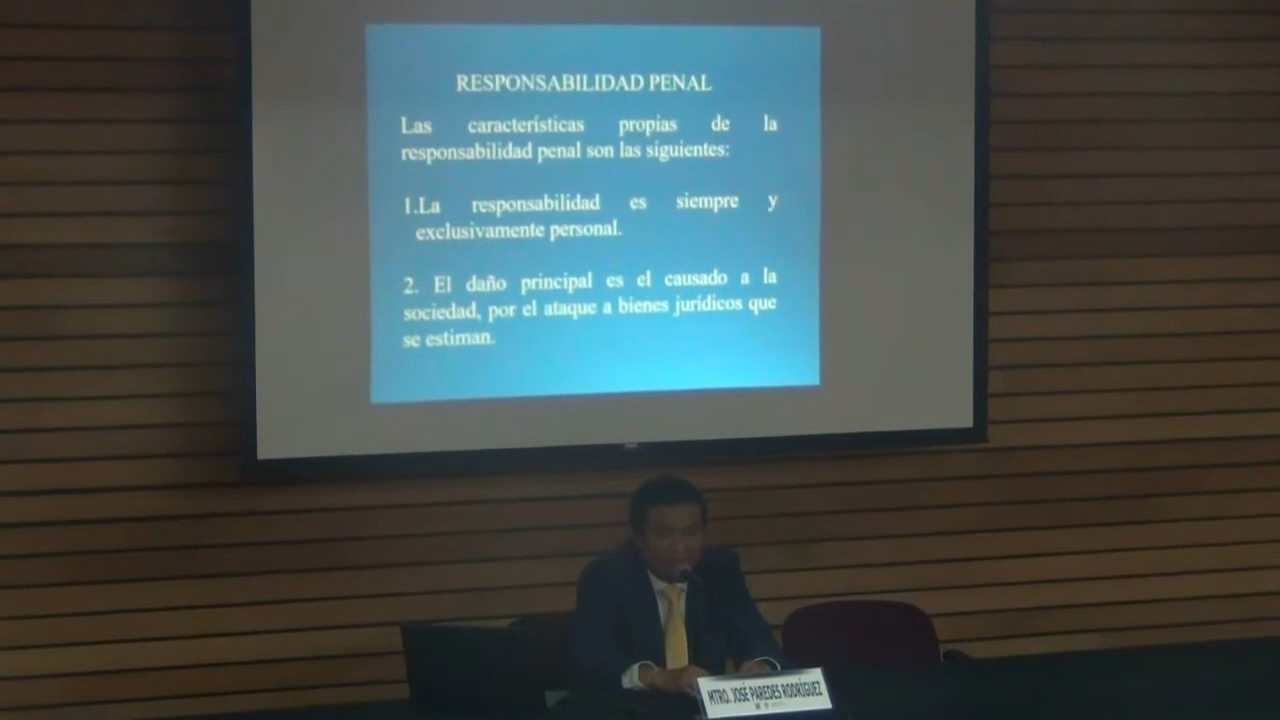 RESPONSABILIDAD PENAL
Las características propias de la
responsabilidad penal son las siguientes:
1.La responsabilidad es siempre y
exclusivamente personal.
2. El daño principal es el causado a la
sociedad, por el ataque a bienes jurídicos que
se estiman.
MTRO. JOSÉ PAREDES RODRÍGUEZ